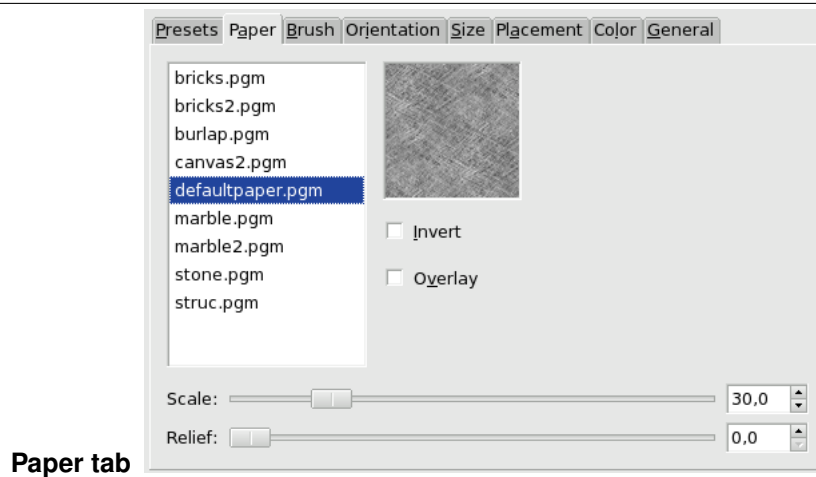 Presets Paper Brush Orientation Size Placement Color General
bricks.pgm
bricks2.pgm
burlap.pgm
canvas2.pgm
defaultpaper.pgm
marble.pgm
marble2.pgm
stone.pgm
struc.pgm
Invert
Overlay
Scale: 30,0
Relief: 0,0
Paper tab